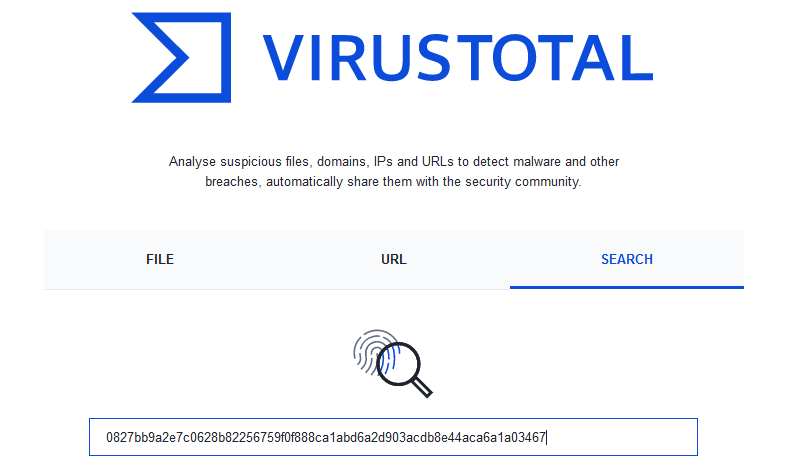 VIRUSTOTAL
Analyse suspicious files, domains, IPs and URLs to detect malware and other
breaches, automatically share them with the security community.
FILE
URL
SEARCH
0827bb9a2e7c0628b82256759f0f888ca1abd6a2d903acdb8e44aca6a1a03467